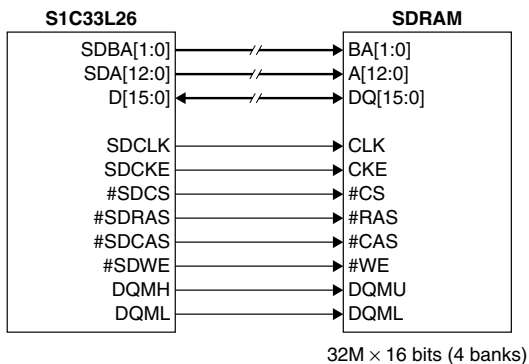 S1C33L26 SDRAM
SDBA[1:0] BA[1:0]
SDA[12:0] A[12:0]
D[15:0] DQ[15:0]
SDCLK CLK
SDCKE CKE
#SDCS #CS
#SDRAS #RAS
#SDCAS #CAS
#SDWE #WE
DQMH DQMU
DQML DQML
32M × 16 bits (4 banks)